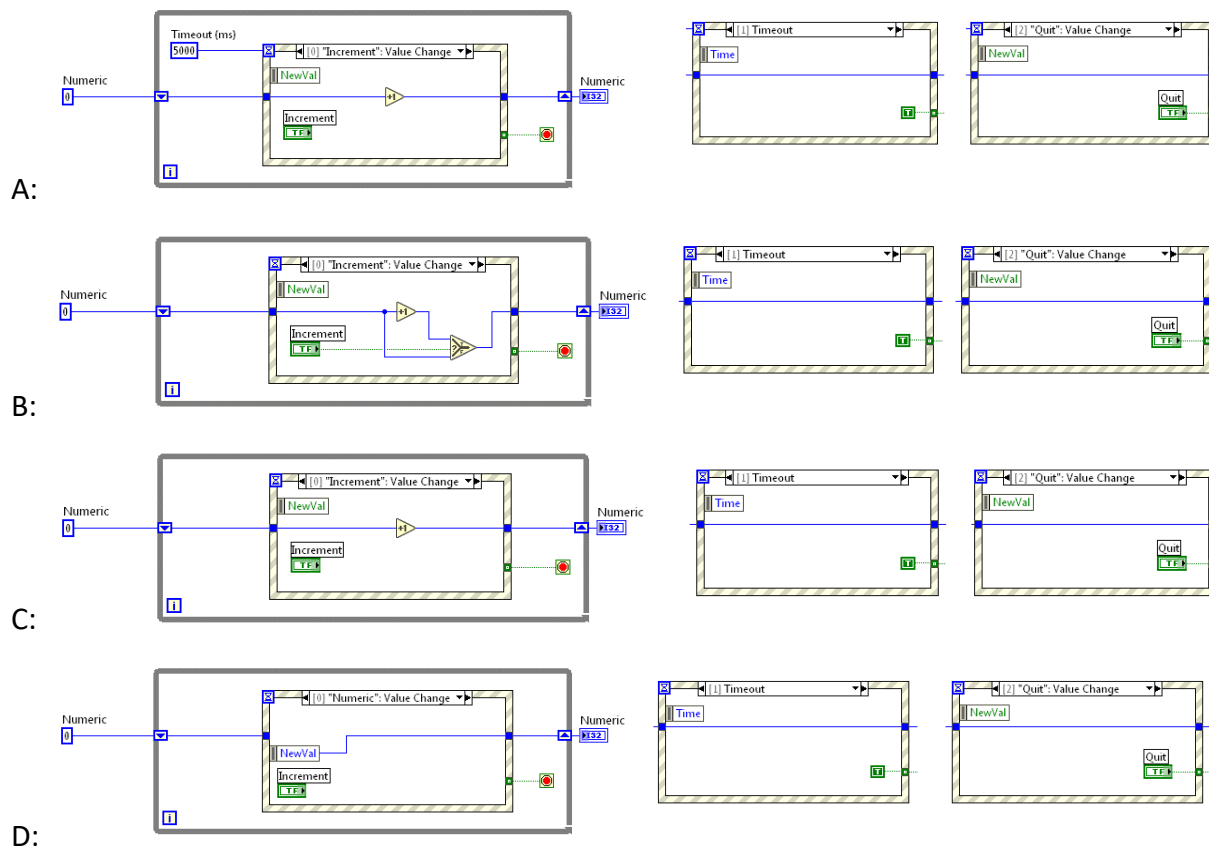 Timeout (ms)
5000
[0] "Increment": Value Change
[1] Timeout
[2] "Quit": Value Change
NewVal
Time
NewVal
Numeric
0
+1
Numeric
I32
Increment
TF
T
Quit
TF
i
A:
[0] "Increment": Value Change
[1] Timeout
[2] "Quit": Value Change
NewVal
Time
NewVal
Numeric
0
+1
Numeric
I32
Increment
TF
?
F
T
Quit
TF
i
B:
[0] "Increment": Value Change
[1] Timeout
[2] "Quit": Value Change
NewVal
Time
NewVal
Numeric
0
+1
Numeric
I32
Increment
TF
T
Quit
TF
i
C:
[0] "Numeric": Value Change
[1] Timeout
[2] "Quit": Value Change
Time
NewVal
Numeric
0
Numeric
I32
NewVal
Increment
TF
T
Quit
TF
i
D: